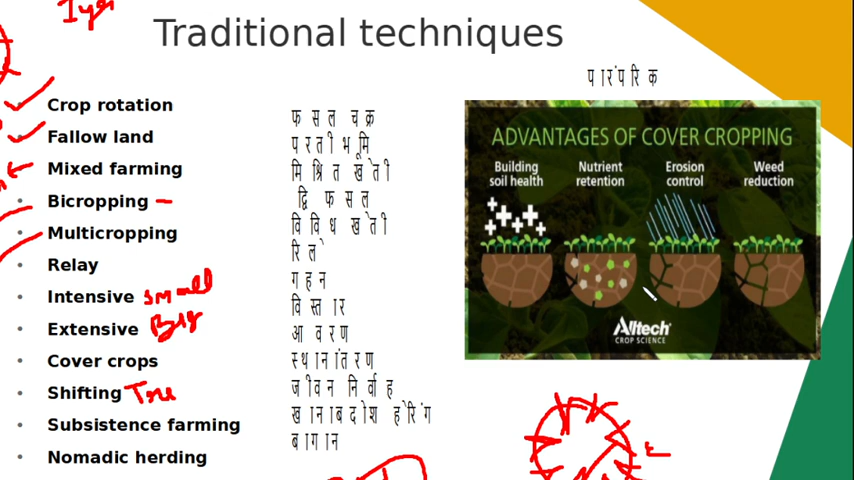 Traditional techniques
Crop rotation
Fallow land
Mixed farming
Bicropping
Multicropping
Relay
Intensive small
Extensive Big
Cover crops
Shifting
Subsistence farming
Nomadic herding
फसल चक्र
परती भूमि
मिश्रित खेती
द्वि फसल
विविध खेती
रिले
गहन
विस्तार
आवरण
स्थानांतरण
जीवन निर्वाह
खानाबदोश हेरिंग
बागान
पारंपरिक
ADVANTAGES OF COVER CROPPING
Building soil health
Nutrient retention
Erosion control
Weed reduction
Alltech
CROP SCIENCE